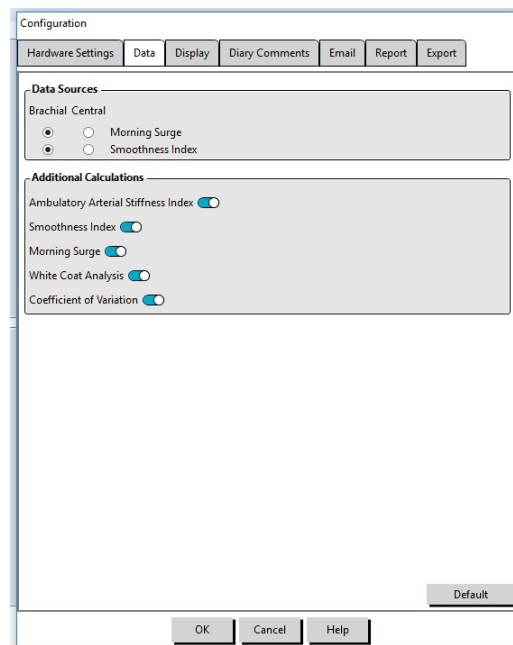 Configuration
Hardware Settings Data Display Diary Comments Email Report Export
Data Sources
Brachial Central
Morning Surge
Smoothness Index
Additional Calculations
Ambulatory Arterial Stiffness Index
Smoothness Index
Morning Surge
White Coat Analysis
Coefficient of Variation
Default
OK Cancel Help